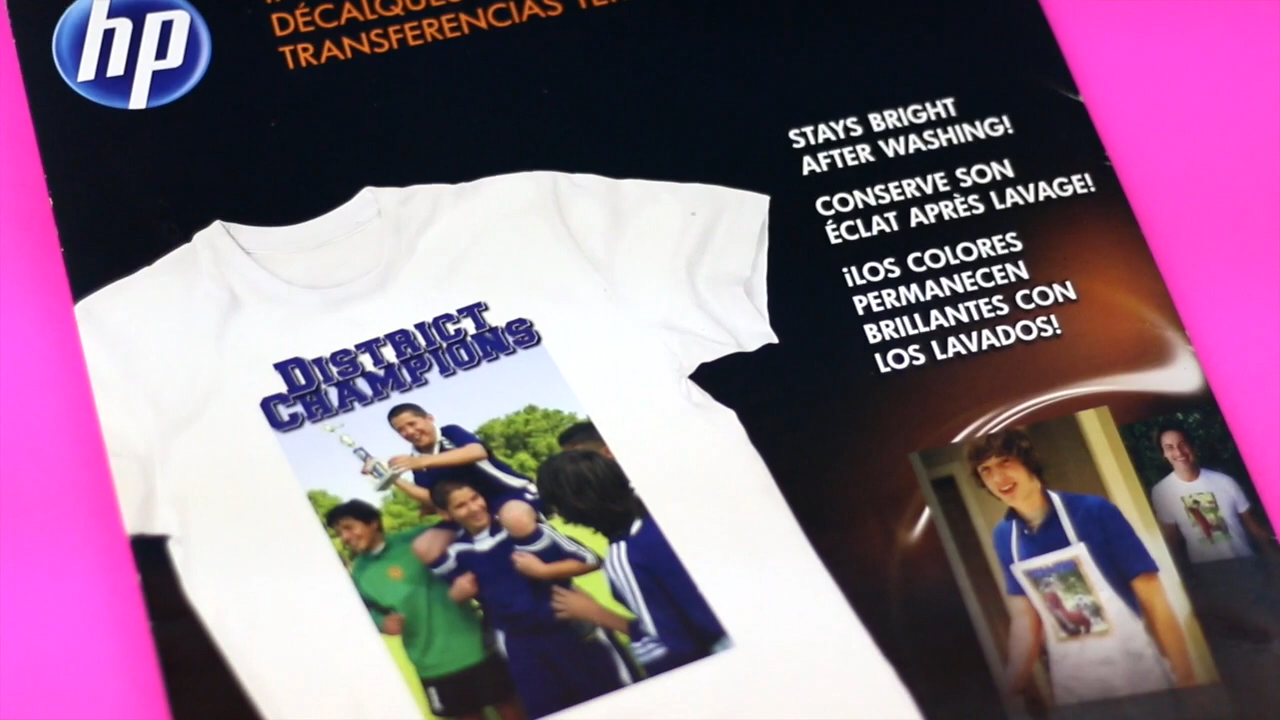 hp
DÉCALQUES
TRANSFERENCIAS
STAYS BRIGHT
AFTER WASHING!
CONSERVE SON
ÉCLAT APRÈS LAVAGE!
¡LOS COLORES
PERMANECEN
BRILLANTES CON
LOS LAVADOS!
DISTRICT
CHAMPIONS